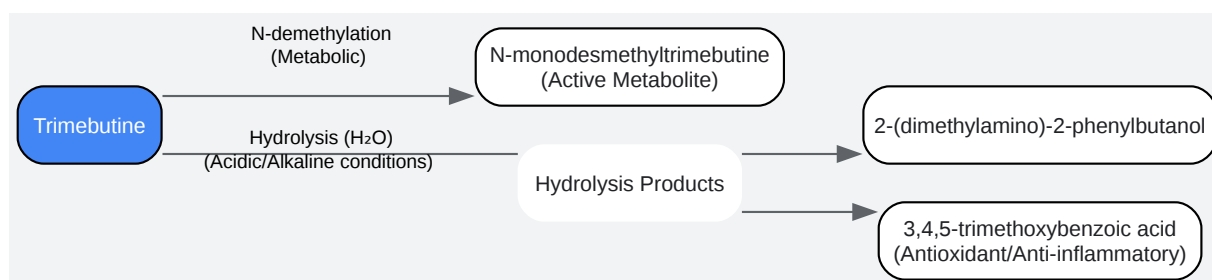 N-demethylation
(Metabolic)
N-monodesmethyltrimebutine
(Active Metabolite)
Trimebutine
Hydrolysis (H₂O)
(Acidic/Alkaline conditions)
2-(dimethylamino)-2-phenylbutanol
Hydrolysis Products
3,4,5-trimethoxybenzoic acid
(Antioxidant/Anti-inflammatory)